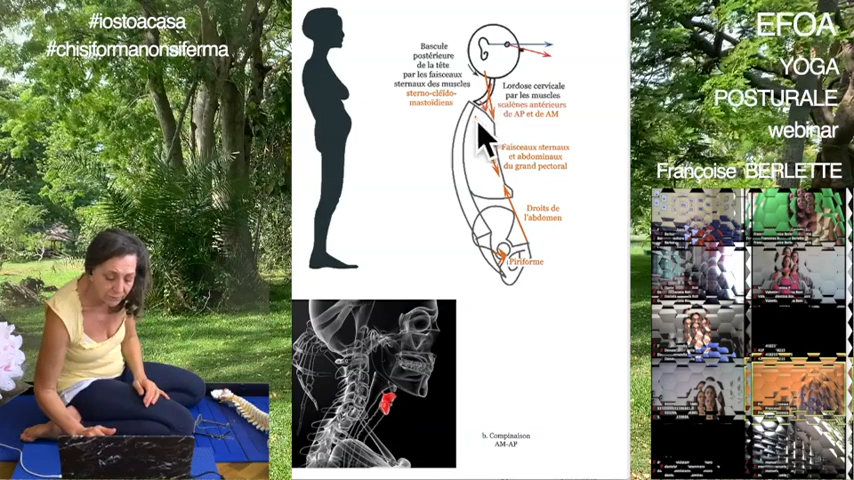 #iostoacasa
#chisiformanonsiferma
Bascule
postérieure
de la tête
par les faisceaux
sternaux des muscles
sterno-cléido-
mastoïdiens
Lordose cervicale
par les muscles
scalènes antérieurs
de AP et de AM
Faisceaux sternaux
et abdominaux
du grand pectoral
Droits de
l'abdomen
Piriforme
b. Compinaison
AM-AP
EFOA
YOGA
POSTURALE
webinar
Françoise BERLETTE